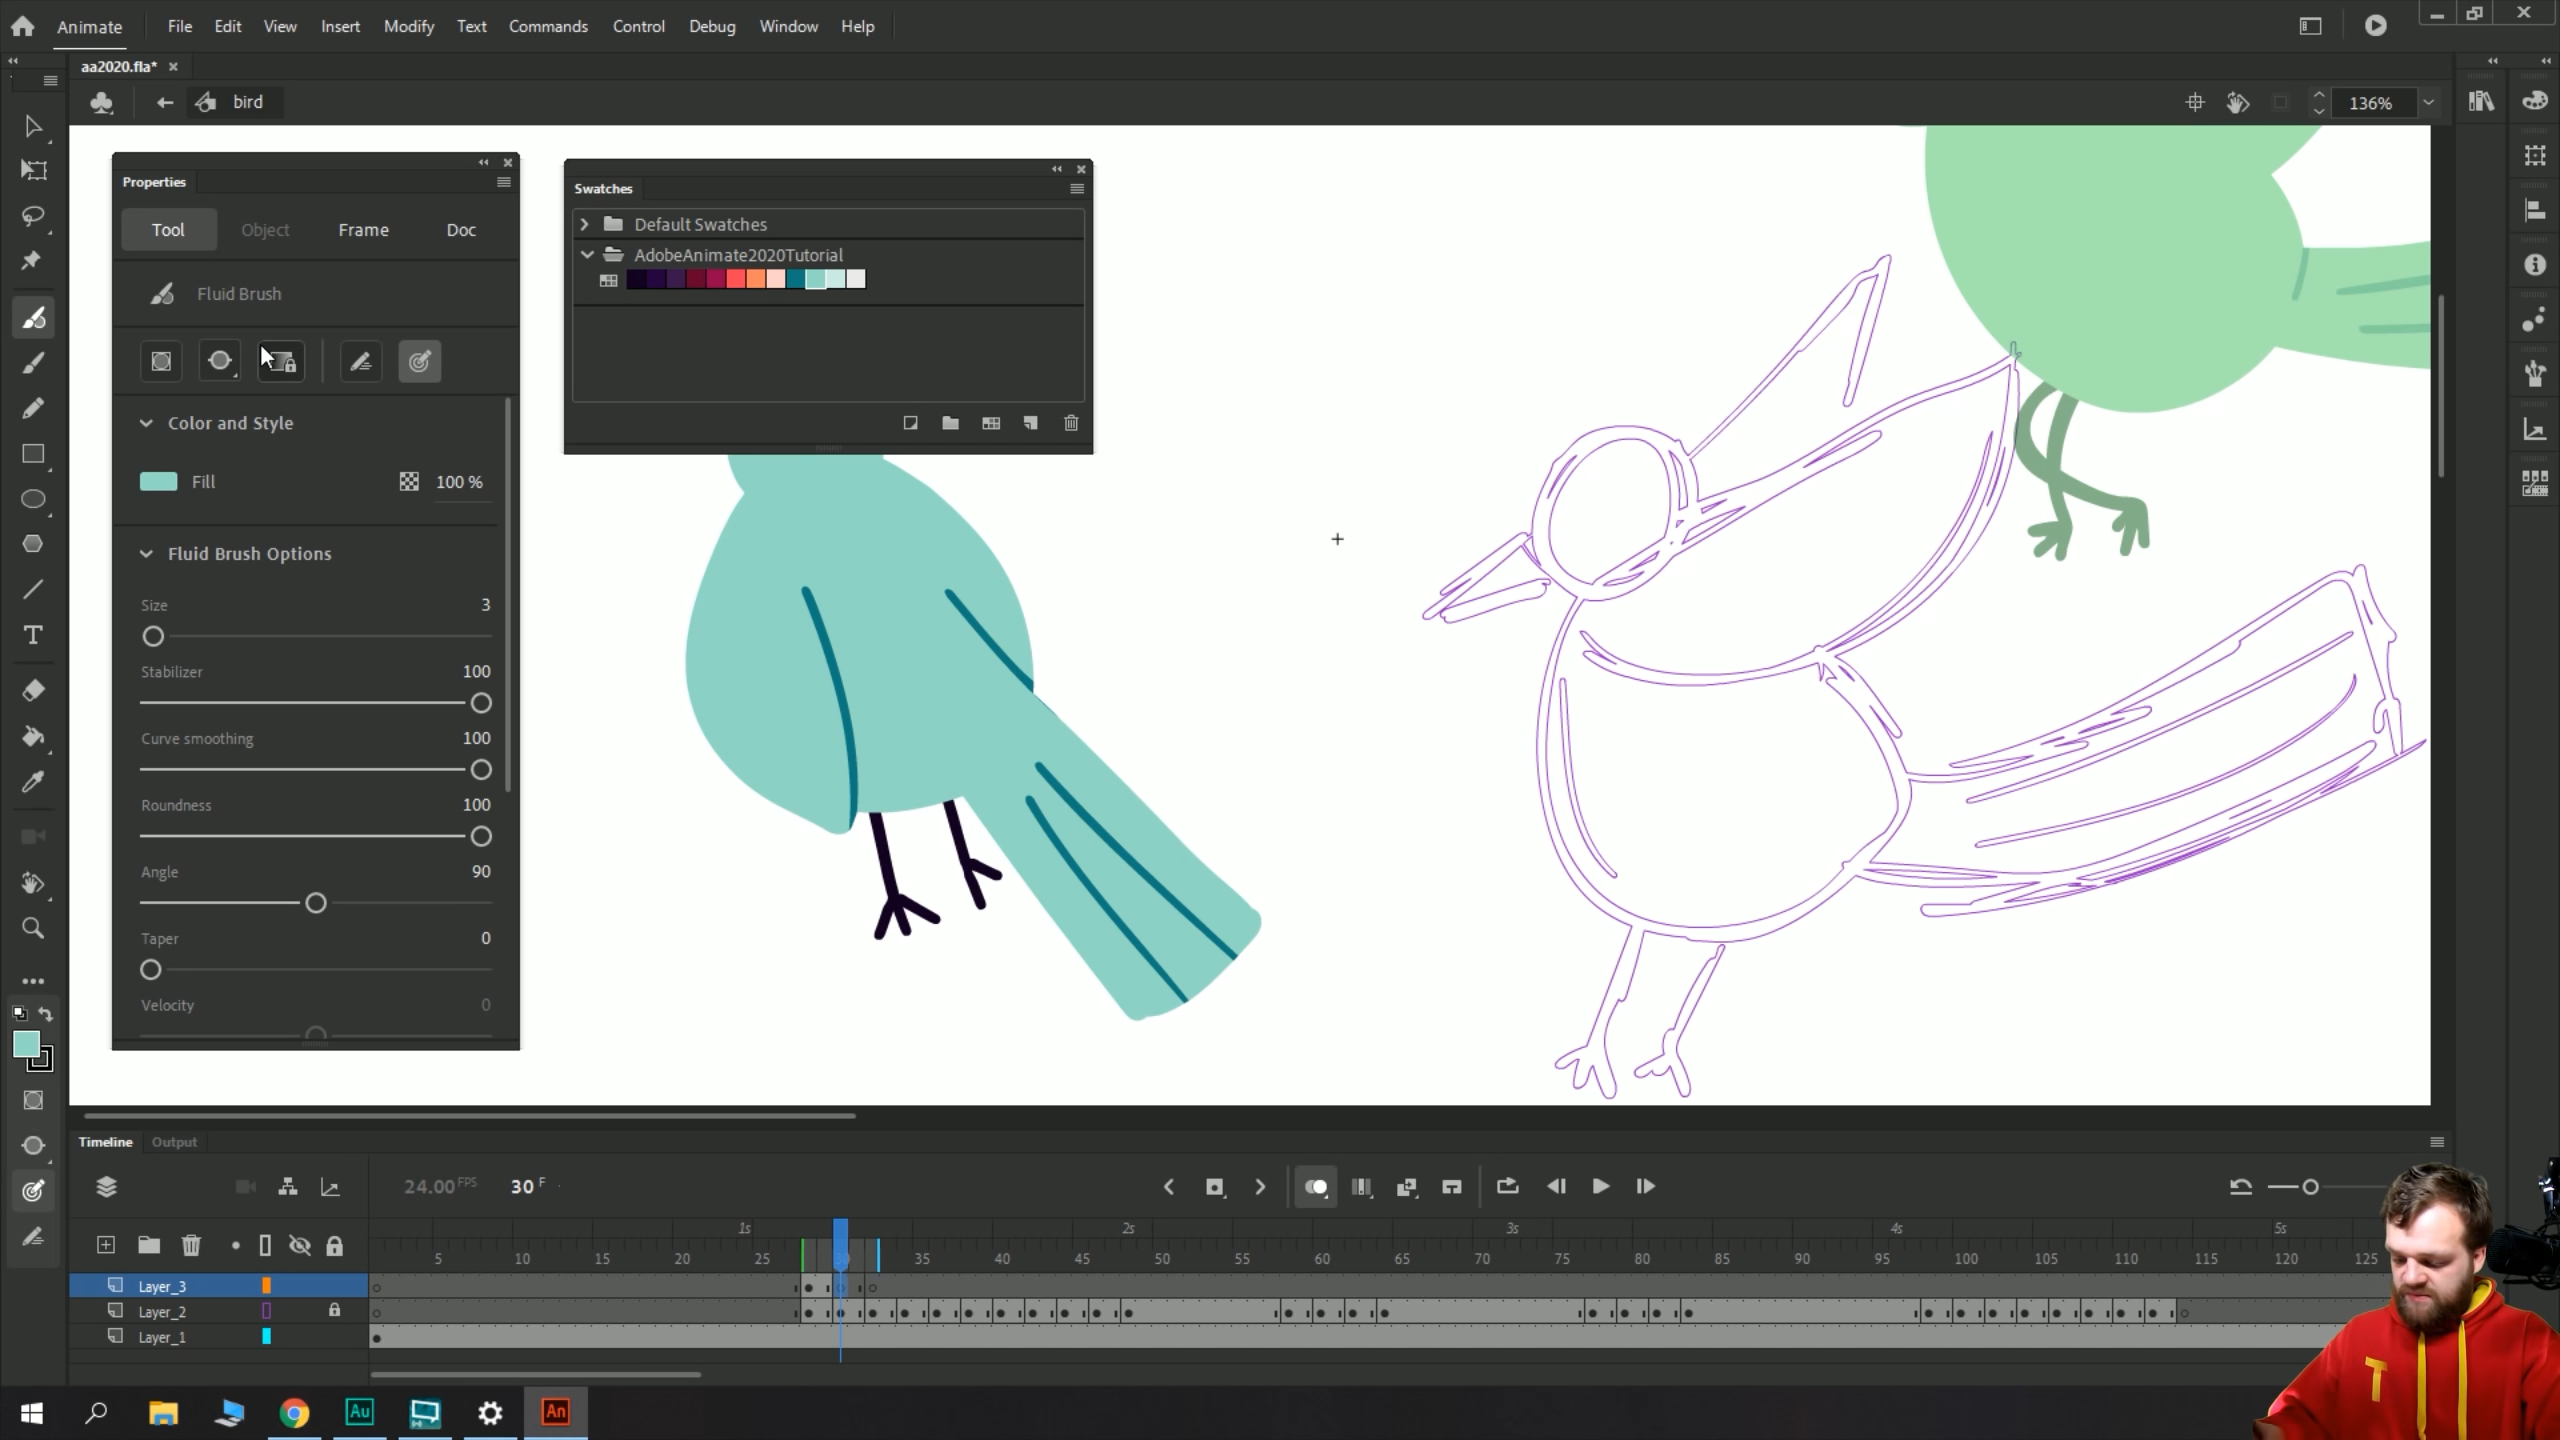 Animate File Edit View Insert Modify Text Commands Control Debug Window Help
aa2020.fla*
bird 136%
Properties
Tool Object Frame Doc
Fluid Brush
Color and Style
Fill 100 %
Fluid Brush Options
Size 3
Stabilizer 100
Curve smoothing 100
Roundness 100
Angle 90
Taper 0
Velocity 0
Swatches
Default Swatches
AdobeAnimate2020Tutorial
Timeline Output
24.00 FPS 30 F
1s 2s 3s 4s 5s
5 10 15 20 25 30 35 40 45 50 55 60 65 70 75 80 85 90 95 100 105 110 115 120 125
Layer_3
Layer_2
Layer_1
Au An
T